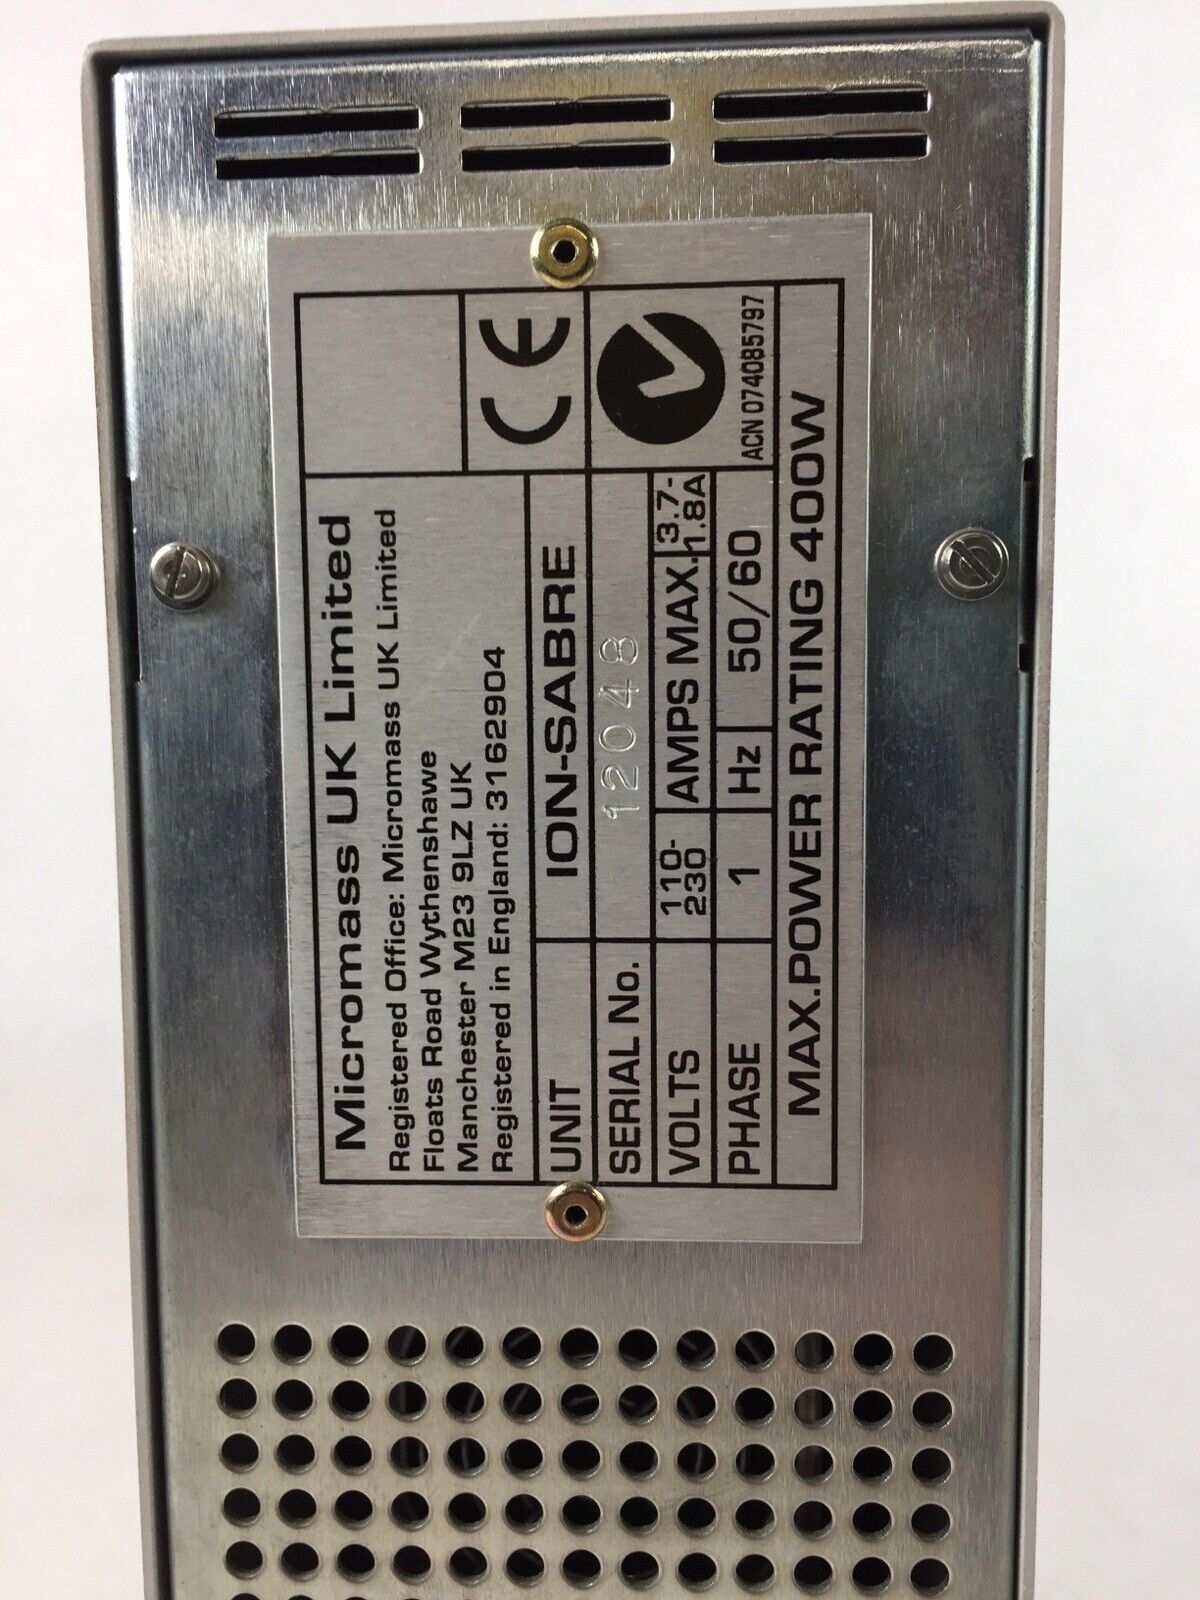 Micromass UK Limited
Registered Office: Micromass UK Limited
Floats Road Wythenshawe
Manchester M23 9LZ UK
Registered in England: 3162904
CE
UNIT ION-SABRE
SERIAL No. 12048
VOLTS 110-230 AMPS MAX. 3.7-1.8A
PHASE 1 Hz 50/60
ACN 074085797
MAX.POWER RATING 400W